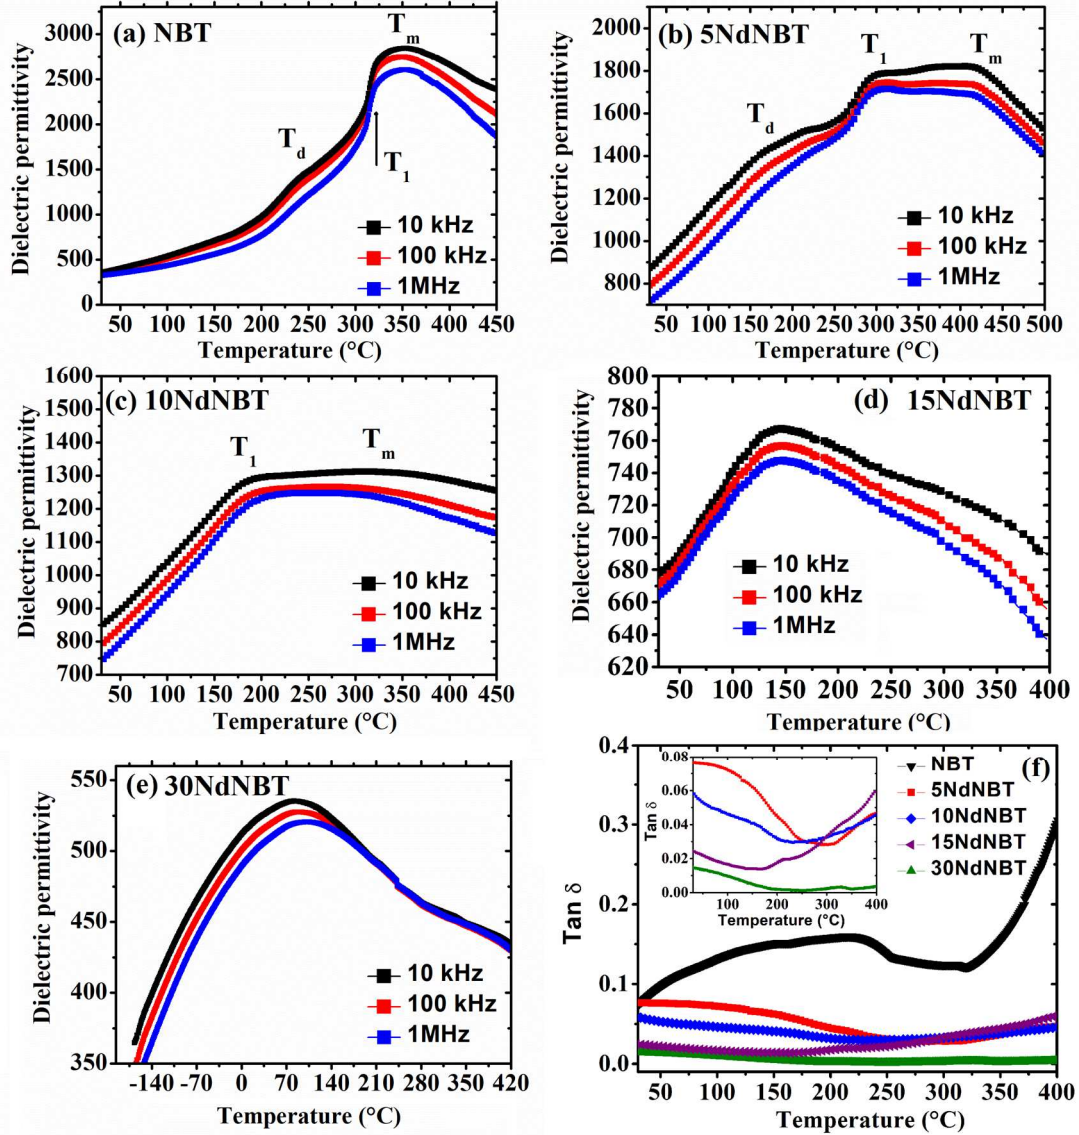 (a) NBT
T_m
T_d
T_1
10 kHz
100 kHz
1MHz
Dielectric permittivity
3000
2500
2000
1500
1000
500
0
50 100 150 200 250 300 350 400 450
Temperature (°C)
(b) 5NdNBT
T_1
T_m
T_d
10 kHz
100 kHz
1MHz
Dielectric permittivity
2000
1800
1600
1400
1200
1000
800
50 100 150 200 250 300 350 400 450 500
Temperature (°C)
(c) 10NdNBT
T_1
T_m
10 kHz
100 kHz
1MHz
Dielectric permittivity
1600
1500
1400
1300
1200
1100
1000
900
800
700
50 100 150 200 250 300 350 400 450
Temperature (°C)
(d) 15NdNBT
10 kHz
100 kHz
1MHz
Dielectric permittivity
800
780
760
740
720
700
680
660
640
620
50 100 150 200 250 300 350 400
Temperature (°C)
(e) 30NdNBT
10 kHz
100 kHz
1MHz
Dielectric permittivity
550
500
450
400
350
-140 -70 0 70 140 210 280 350 420
Temperature (°C)
(f)
NBT
5NdNBT
10NdNBT
15NdNBT
30NdNBT
Tan δ
0.4
0.3
0.2
0.1
0.0
50 100 150 200 250 300 350 400
Temperature (°C)
Tan δ
0.08
0.06
0.04
0.02
0.00
100 200 300 400
Temperature (°C)